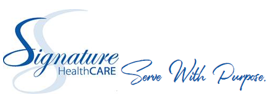 Signature
HealthCARE
Serve With Purpose.